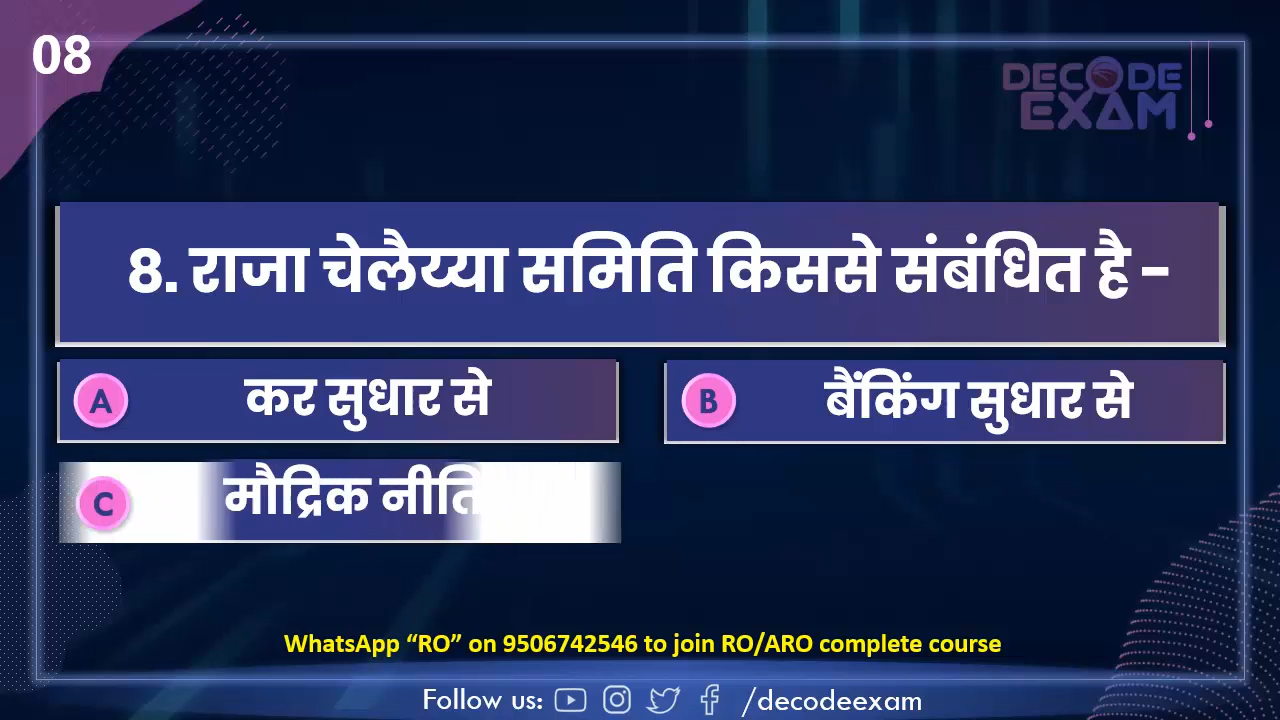 08
DECODE
EXAM
8. राजा चेलैय्या समिति किससे संबंधित है -
A कर सुधार से
B बैंकिंग सुधार से
C मौद्रिक नीति
WhatsApp “RO” on 9506742546 to join RO/ARO complete course
Follow us: /decodeexam